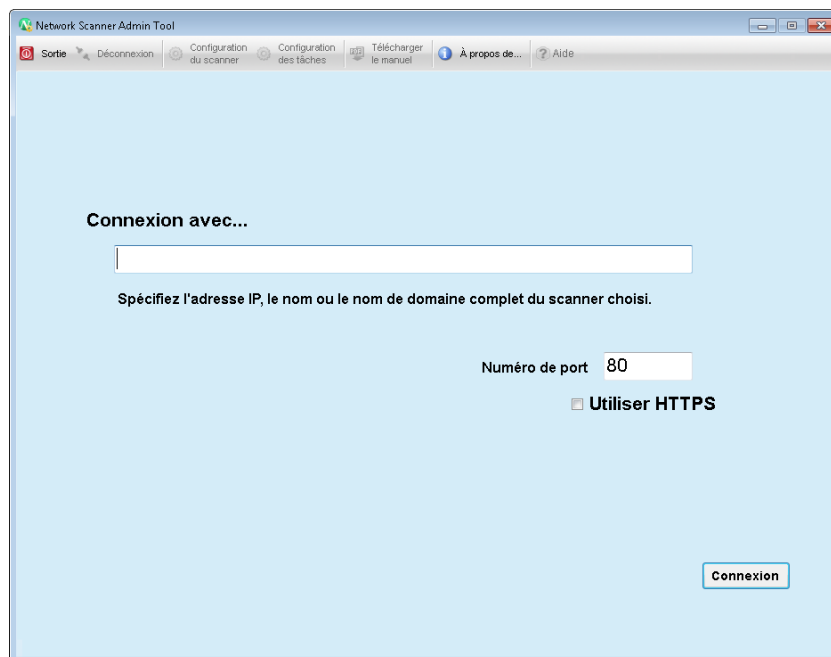 Network Scanner Admin Tool
Sortie Déconnexion Configuration du scanner Configuration des tâches Télécharger le manuel À propos de... Aide
Connexion avec...
Spécifiez l'adresse IP, le nom ou le nom de domaine complet du scanner choisi.
Numéro de port 80
Utiliser HTTPS
Connexion